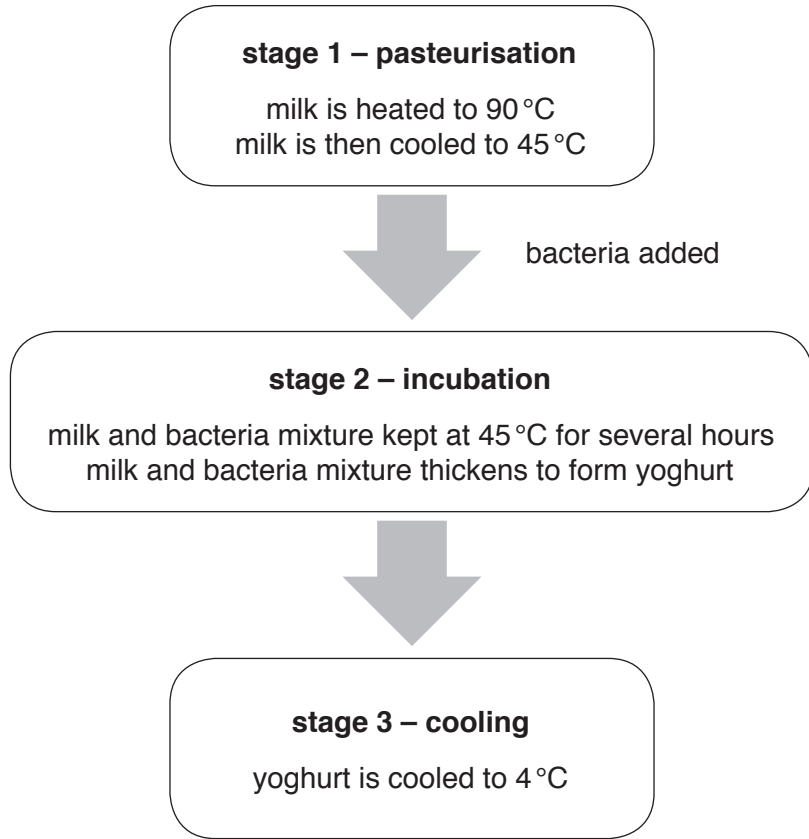 stage 1 – pasteurisation
milk is heated to 90 °C
milk is then cooled to 45 °C
bacteria added
stage 2 – incubation
milk and bacteria mixture kept at 45 °C for several hours
milk and bacteria mixture thickens to form yoghurt
stage 3 – cooling
yoghurt is cooled to 4 °C